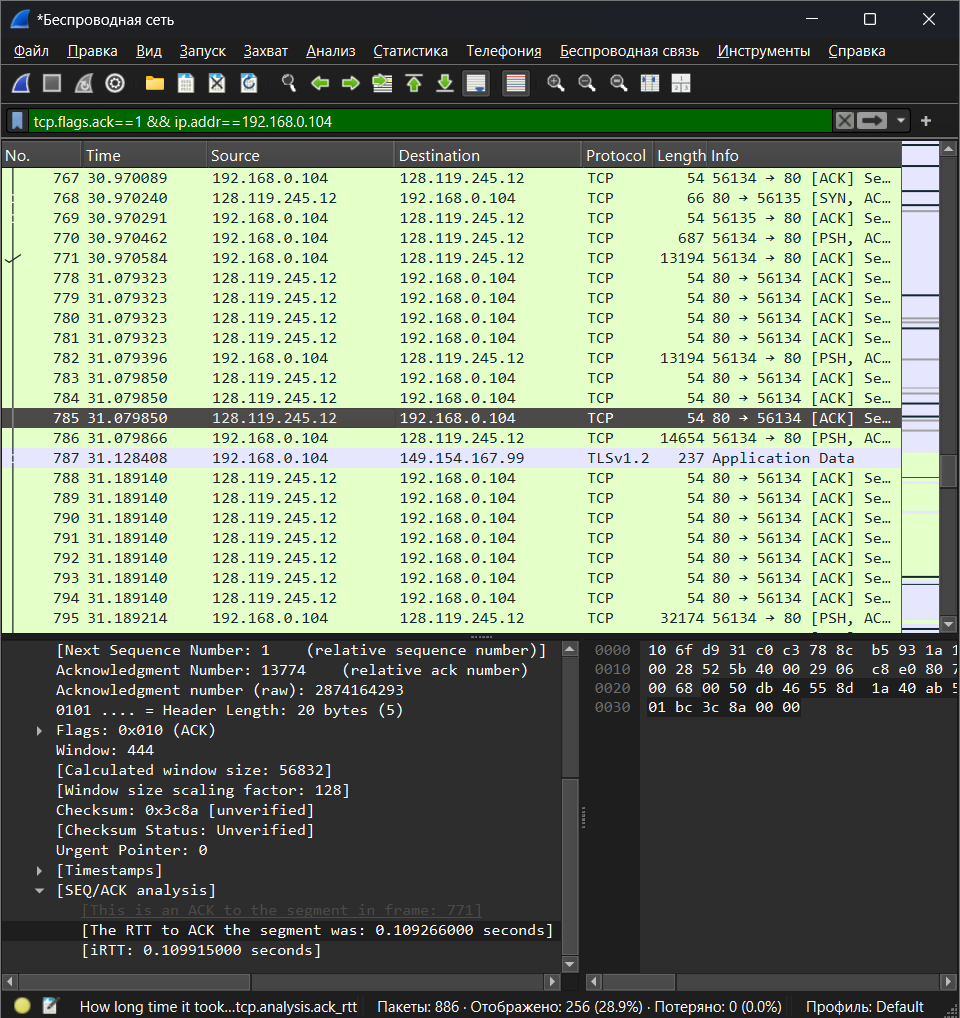 *Беспроводная сеть
Файл Правка Вид Запуск Захват Анализ Статистика Телефония Беспроводная связь Инструменты Справка
tcp.flags.ack==1 && ip.addr==192.168.0.104
No. Time Source Destination Protocol Length Info
767 30.970089 192.168.0.104 128.119.245.12 TCP 54 56134 → 80 [ACK] Se…
768 30.970240 128.119.245.12 192.168.0.104 TCP 66 80 → 56135 [SYN, AC…
769 30.970291 192.168.0.104 128.119.245.12 TCP 54 56135 → 80 [ACK] Se…
770 30.970462 192.168.0.104 128.119.245.12 TCP 687 56134 → 80 [PSH, AC…
771 30.970584 192.168.0.104 128.119.245.12 TCP 13194 56134 → 80 [ACK] Se…
778 31.079323 128.119.245.12 192.168.0.104 TCP 54 80 → 56134 [ACK] Se…
779 31.079323 128.119.245.12 192.168.0.104 TCP 54 80 → 56134 [ACK] Se…
780 31.079323 128.119.245.12 192.168.0.104 TCP 54 80 → 56134 [ACK] Se…
781 31.079323 128.119.245.12 192.168.0.104 TCP 54 80 → 56134 [ACK] Se…
782 31.079396 192.168.0.104 128.119.245.12 TCP 13194 56134 → 80 [PSH, AC…
783 31.079850 128.119.245.12 192.168.0.104 TCP 54 80 → 56134 [ACK] Se…
784 31.079850 128.119.245.12 192.168.0.104 TCP 54 80 → 56134 [ACK] Se…
785 31.079850 128.119.245.12 192.168.0.104 TCP 54 80 → 56134 [ACK] Se…
786 31.079866 192.168.0.104 128.119.245.12 TCP 14654 56134 → 80 [PSH, AC…
787 31.128408 192.168.0.104 149.154.167.99 TLSv1.2 237 Application Data
788 31.189140 128.119.245.12 192.168.0.104 TCP 54 80 → 56134 [ACK] Se…
789 31.189140 128.119.245.12 192.168.0.104 TCP 54 80 → 56134 [ACK] Se…
790 31.189140 128.119.245.12 192.168.0.104 TCP 54 80 → 56134 [ACK] Se…
791 31.189140 128.119.245.12 192.168.0.104 TCP 54 80 → 56134 [ACK] Se…
792 31.189140 128.119.245.12 192.168.0.104 TCP 54 80 → 56134 [ACK] Se…
793 31.189140 128.119.245.12 192.168.0.104 TCP 54 80 → 56134 [ACK] Se…
794 31.189140 128.119.245.12 192.168.0.104 TCP 54 80 → 56134 [ACK] Se…
795 31.189214 192.168.0.104 128.119.245.12 TCP 32174 56134 → 80 [PSH, AC…
[Next Sequence Number: 1 (relative sequence number)]
Acknowledgment Number: 13774 (relative ack number)
Acknowledgment number (raw): 2874164293
0101 .... = Header Length: 20 bytes (5)
Flags: 0x010 (ACK)
Window: 444
[Calculated window size: 56832]
[Window size scaling factor: 128]
Checksum: 0x3c8a [unverified]
[Checksum Status: Unverified]
Urgent Pointer: 0
[Timestamps]
[SEQ/ACK analysis]
[This is an ACK to the segment in frame: 771]
[The RTT to ACK the segment was: 0.109266000 seconds]
[iRTT: 0.109915000 seconds]
0000 10 6f d9 31 c0 c3 78 8c b5 93 1a 1
0010 00 28 52 5b 40 00 29 06 c8 e0 80 7
0020 00 68 00 50 db 46 55 8d 1a 40 ab 5
0030 01 bc 3c 8a 00 00
How long time it took…tcp.analysis.ack_rtt Пакеты: 886 · Отображено: 256 (28.9%) · Потеряно: 0 (0.0%) Профиль: Default